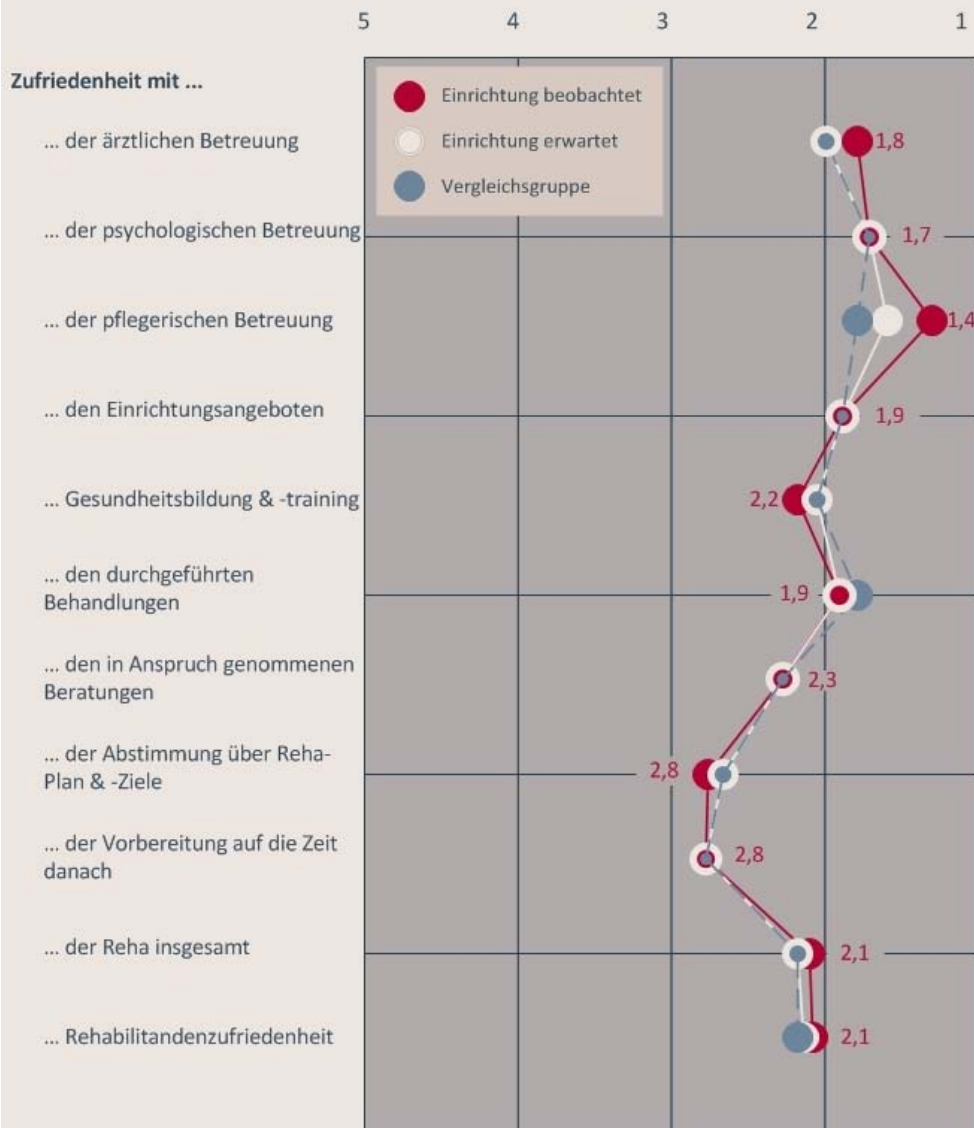 5 4 3 2 1
Zufriedenheit mit ...
Einrichtung beobachtet
Einrichtung erwartet
Vergleichsgruppe
... der ärztlichen Betreuung
1,8
... der psychologischen Betreuung
1,7
... der pflegerischen Betreuung
1,4
... den Einrichtungsangeboten
1,9
... Gesundheitsbildung & -training
2,2
... den durchgeführten
Behandlungen
1,9
... den in Anspruch genommenen
Beratungen
2,3
... der Abstimmung über Reha-
Plan & -Ziele
2,8
... der Vorbereitung auf die Zeit
danach
2,8
... der Reha insgesamt
2,1
... Rehabilitandenzufriedenheit
2,1